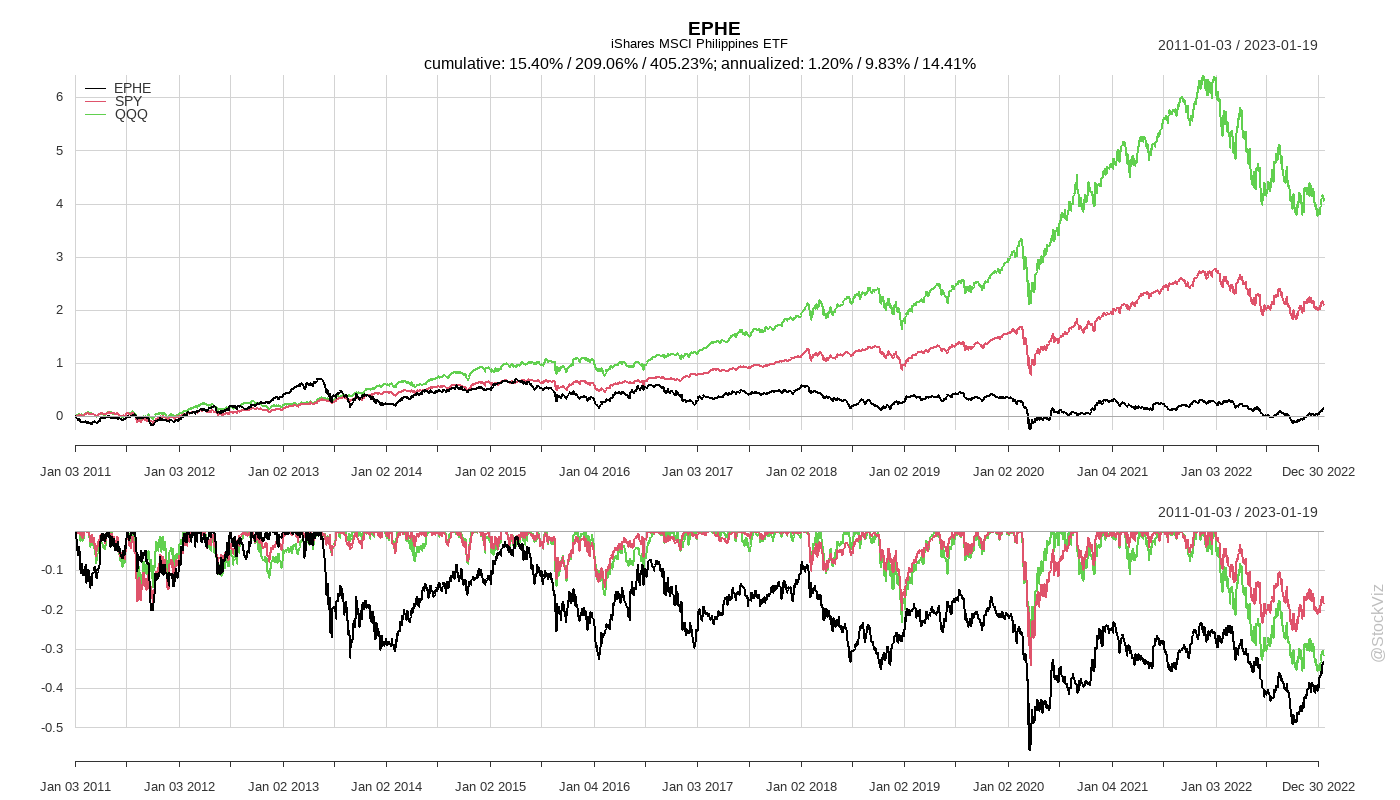 EPHE
iShares MSCI Philippines ETF
2011-01-03 / 2023-01-19
cumulative: 15.40% / 209.06% / 405.23%; annualized: 1.20% / 9.83% / 14.41%
EPHE
SPY
QQQ
6
5
4
3
2
1
0
Jan 03 2011 Jan 03 2012 Jan 02 2013 Jan 02 2014 Jan 02 2015 Jan 04 2016 Jan 03 2017 Jan 02 2018 Jan 02 2019 Jan 02 2020 Jan 04 2021 Jan 03 2022 Dec 30 2022
2011-01-03 / 2023-01-19
-0.1
-0.2
-0.3
-0.4
-0.5
Jan 03 2011 Jan 03 2012 Jan 02 2013 Jan 02 2014 Jan 02 2015 Jan 04 2016 Jan 03 2017 Jan 02 2018 Jan 02 2019 Jan 02 2020 Jan 04 2021 Jan 03 2022 Dec 30 2022
@StockViz